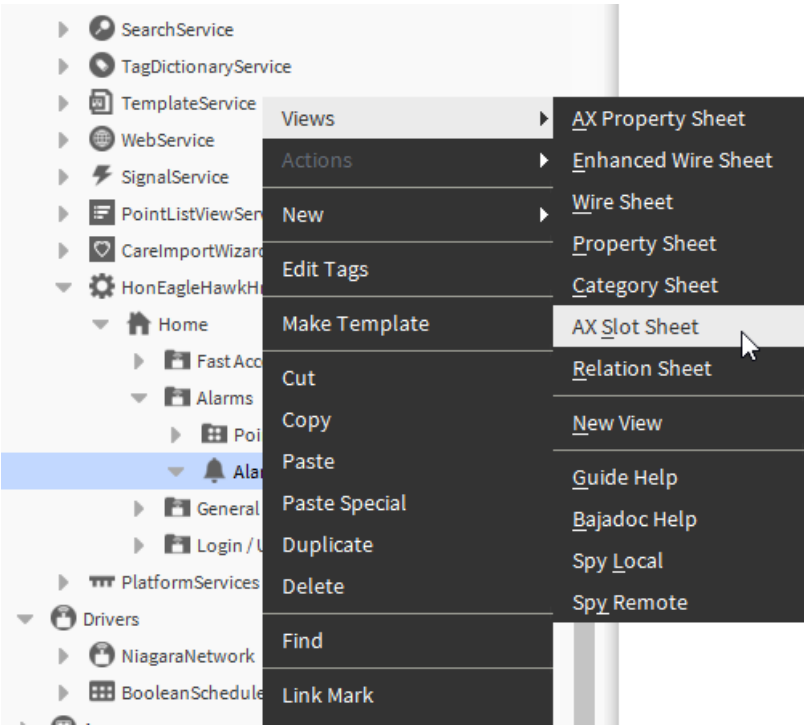 SearchService
TagDictionaryService
TemplateService
WebService
SignalService
PointListViewSer
CareImportWizard
HonEagleHawkH
Home
Fast Acc
Alarms
Poi
Ala
General
Login / U
PlatformServices
Drivers
NiagaraNetwork
BooleanSchedule
Views
Actions
New
Edit Tags
Make Template
Cut
Copy
Paste
Paste Special
Duplicate
Delete
Find
Link Mark
AX Property Sheet
Enhanced Wire Sheet
Wire Sheet
Property Sheet
Category Sheet
AX Slot Sheet
Relation Sheet
New View
Guide Help
Bajadoc Help
Spy Local
Spy Remote